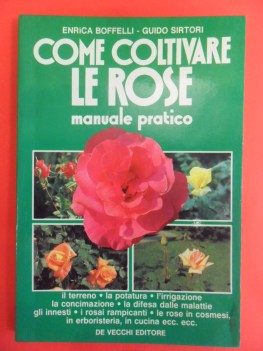 ENRICA BOFFELLI - GUIDO SIRTORI
COME COLTIVARE
LE ROSE
manuale pratico
il terreno • la potatura • l'irrigazione
la concimazione • la difesa dalle malattie
gli innesti • i rosai rampicanti • le rose in cosmesi,
in erboristeria, in cucina ecc. ecc.
DE VECCHI EDITORE